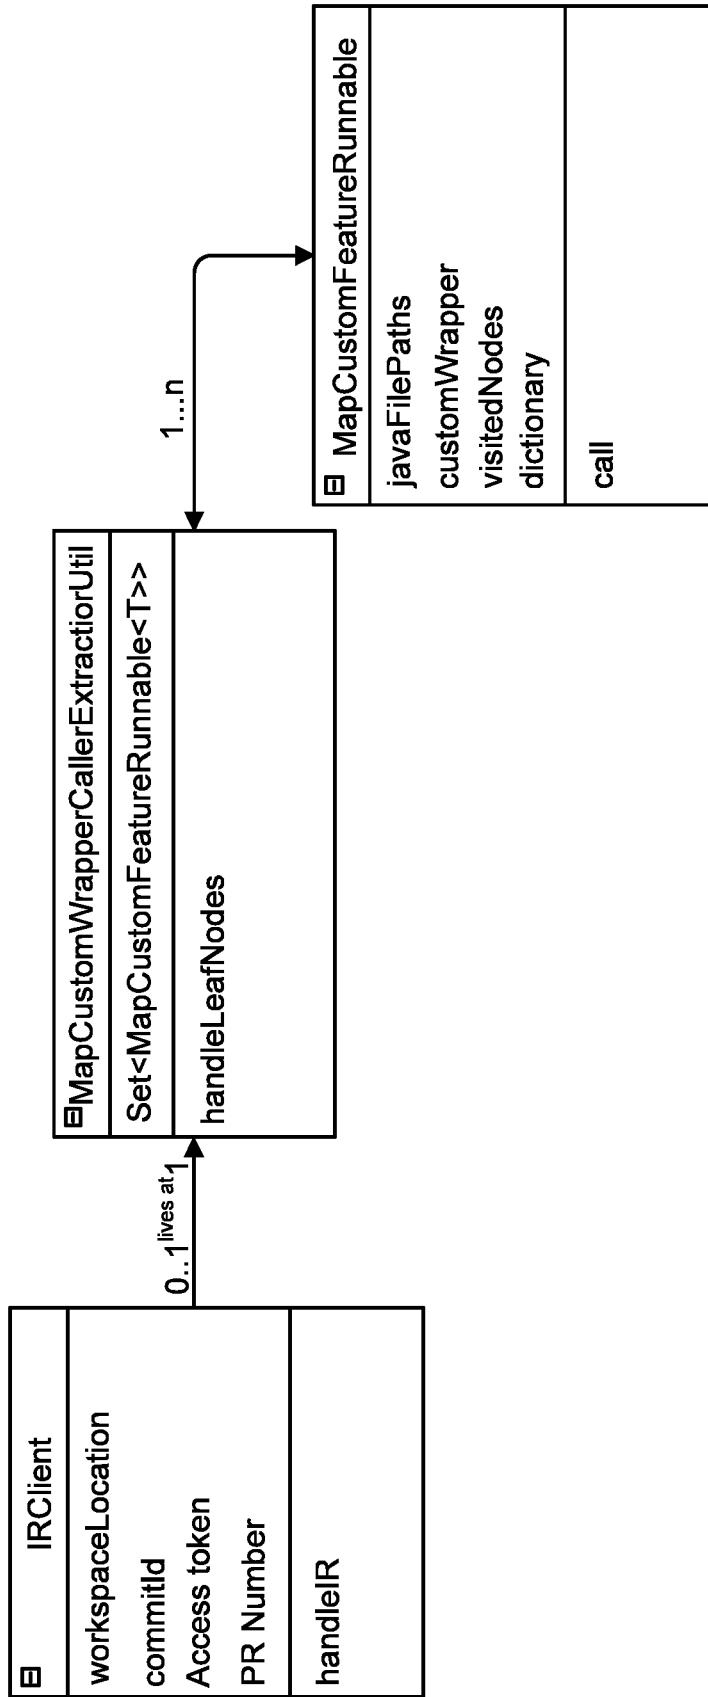 IRClient
workspaceLocation
commitId
Access token
PR Number
handleIR
0..1 lives at 1
MapCustomWrapperCallerExtractiorUtil
Set<MapCustomFeatureRunnable<T>>
handleLeafNodes
1...n
MapCustomFeatureRunnable
javaFilePaths
customWrapper
visitedNodes
dictionary
call